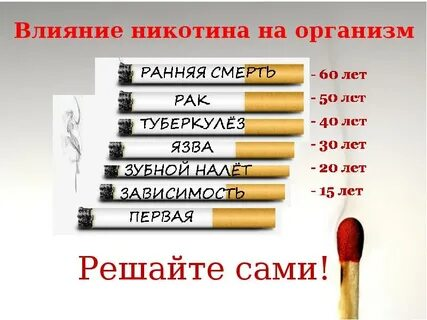 Влияние никотина на организм
РАННЯЯ СМЕРТЬ - 60 лет
РАК - 50 лет
ТУБЕРКУЛЁЗ - 40 лет
ЯЗВА - 30 лет
ЗУБНОЙ НАЛЁТ - 20 лет
ЗАВИСИМОСТЬ - 15 лет
ПЕРВАЯ
Решайте сами!